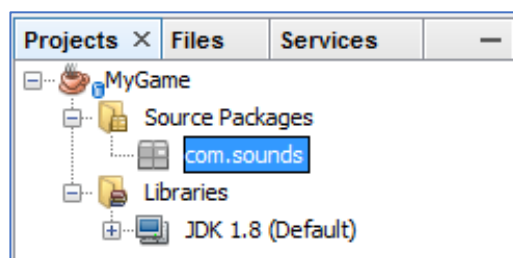 Projects Files Services
MyGame
Source Packages
com.sounds
Libraries
JDK 1.8 (Default)